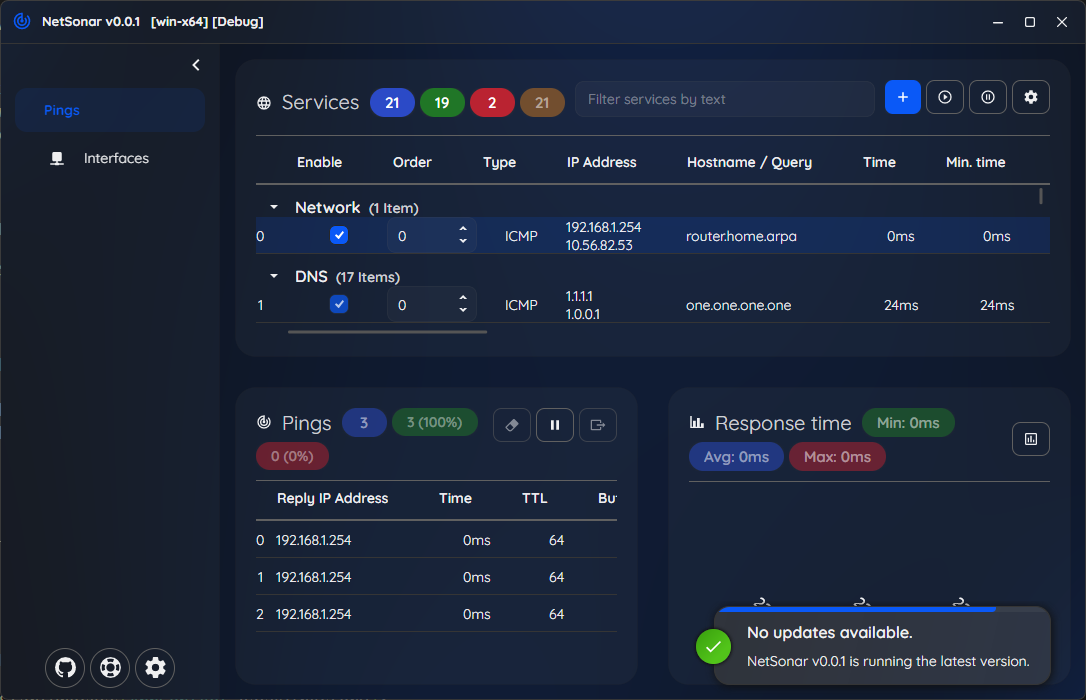 NetSonar v0.0.1 [win-x64] [Debug]
Pings
Interfaces
Services 21 19 2 21 Filter services by text
Enable Order Type IP Address Hostname / Query Time Min. time
Network (1 Item)
0 0 ICMP 192.168.1.254 router.home.arpa 0ms 0ms
10.56.82.53
DNS (17 Items)
1 0 ICMP 1.1.1.1 one.one.one.one 24ms 24ms
1.0.0.1
Pings 3 3 (100%)
0 (0%)
Reply IP Address Time TTL
0 192.168.1.254 0ms 64
1 192.168.1.254 0ms 64
2 192.168.1.254 0ms 64
Response time Min: 0ms
Avg: 0ms Max: 0ms
No updates available.
NetSonar v0.0.1 is running the latest version.